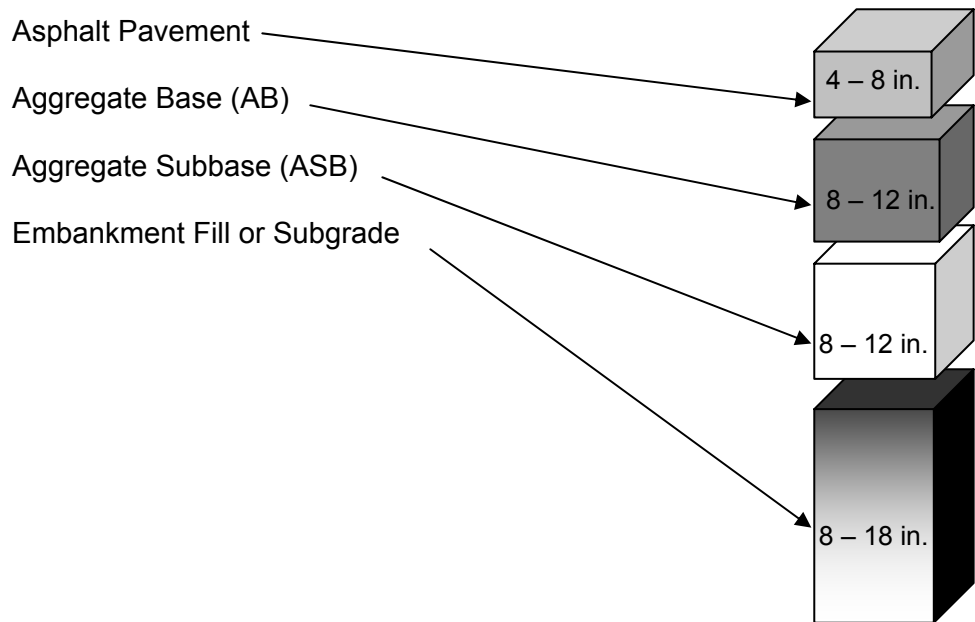 Asphalt Pavement
Aggregate Base (AB)
Aggregate Subbase (ASB)
Embankment Fill or Subgrade
4 – 8 in.
8 – 12 in.
8 – 12 in.
8 – 18 in.